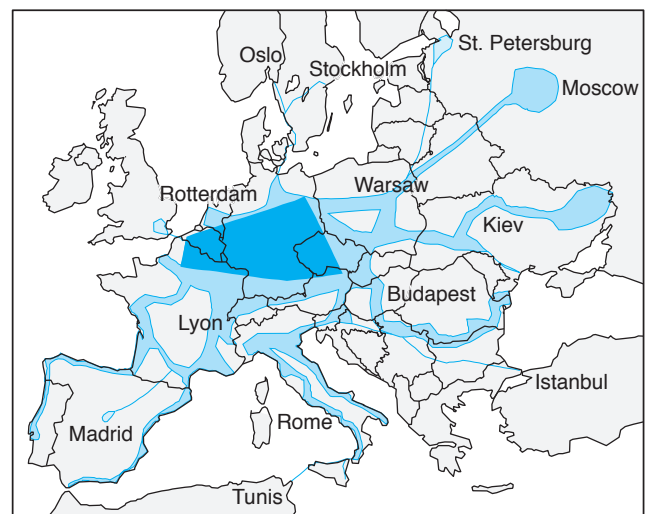 St. Petersburg
Oslo
Stockholm
Moscow
Rotterdam
Warsaw
Kiev
Budapest
Lyon
Istanbul
Madrid
Rome
Tunis